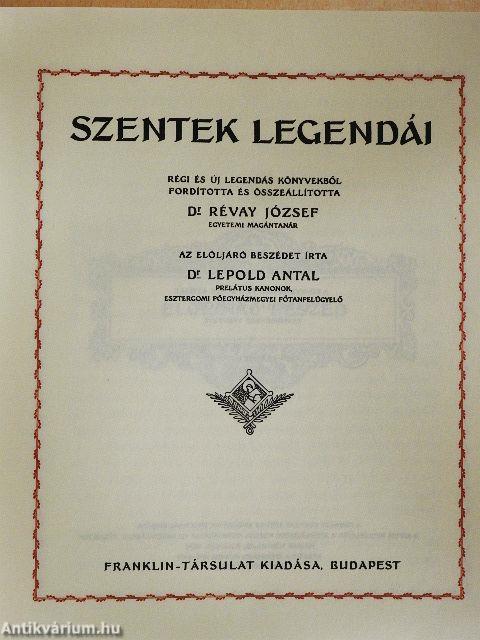 SZENTEK LEGENDÁI
RÉGI ÉS ÚJ LEGENDÁS KÖNYVEKBŐL
FORDÍTOTTA ÉS ÖSSZEÁLLÍTOTTA
Dr RÉVAY JÓZSEF
EGYETEMI MAGÁNTANÁR
AZ ELŐLJÁRÓ BESZÉDET ÍRTA
Dr LEPOLD ANTAL
PRELÁTUS KANONOK,
ESZTERGOMI FŐEGYHÁZMEGYEI FŐTANFELÜGYELŐ
FRANKLIN-TÁRSULAT KIADÁSA, BUDAPEST
Antikvárium.hu